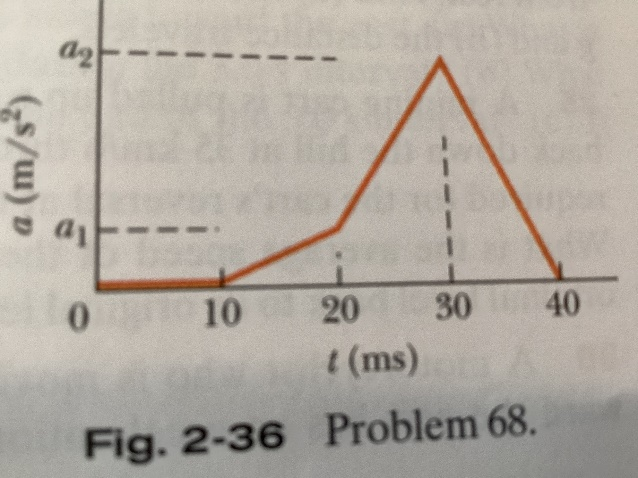 a₂
a (m/s²)
a₁
0 10 20 30 40
t (ms)
Fig. 2-36 Problem 68.